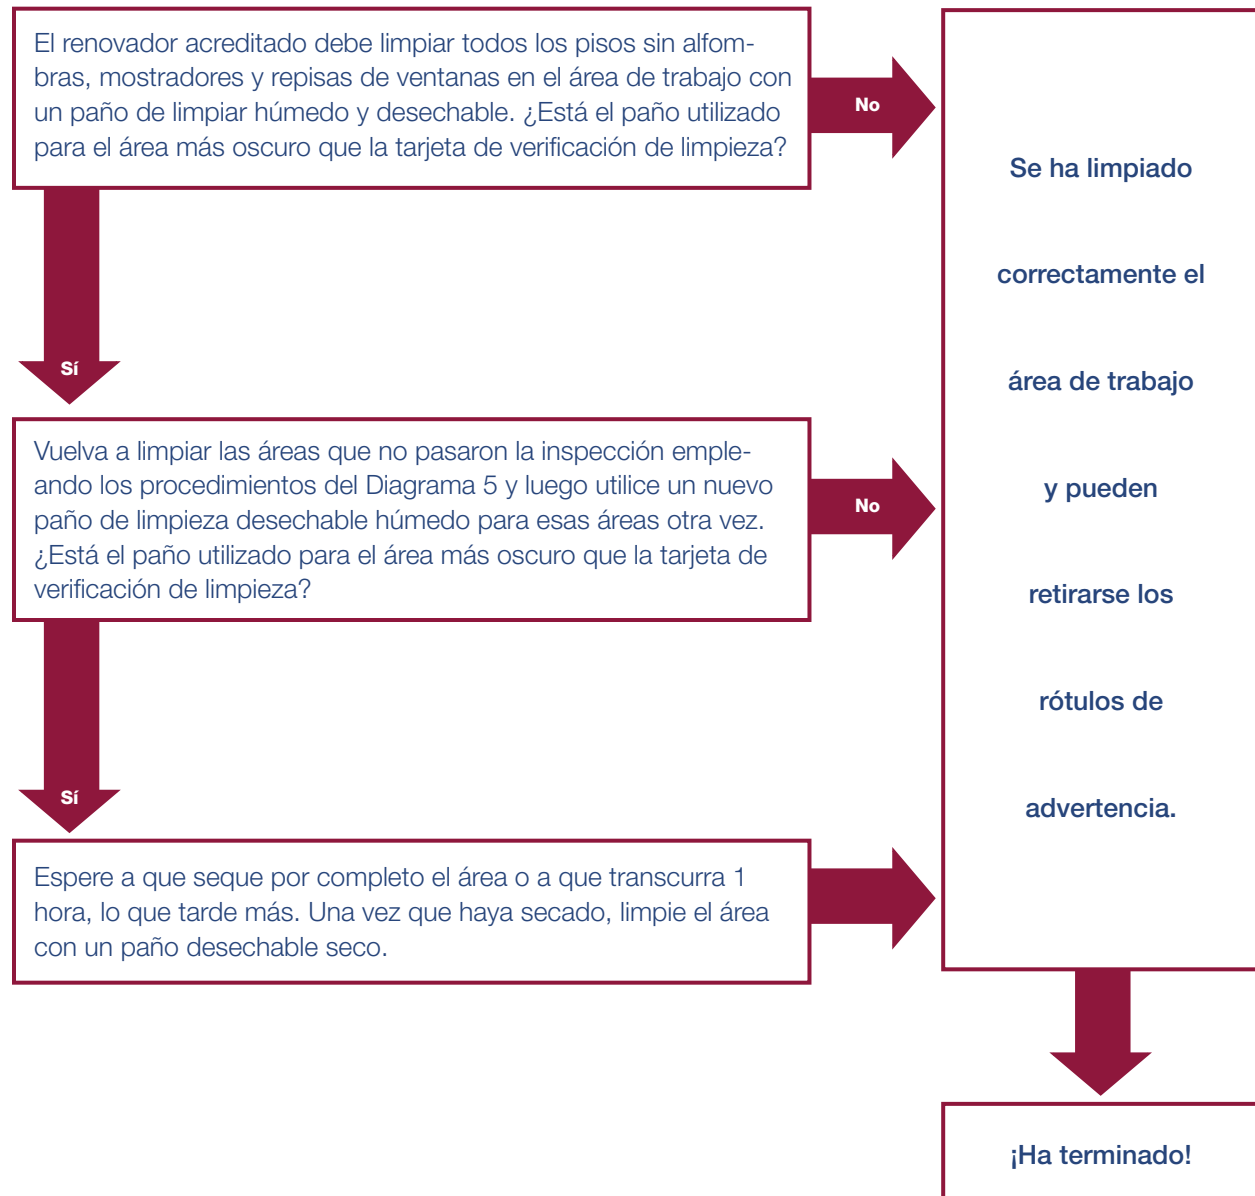 El renovador acreditado debe limpiar todos los pisos sin alfom-
bras, mostradores y repisas de ventanas en el área de trabajo con
un paño de limpiar húmedo y desechable. ¿Está el paño utilizado
para el área más oscuro que la tarjeta de verificación de limpieza?
No
Sí
Vuelva a limpiar las áreas que no pasaron la inspección emple-
ando los procedimientos del Diagrama 5 y luego utilice un nuevo
paño de limpieza desechable húmedo para esas áreas otra vez.
¿Está el paño utilizado para el área más oscuro que la tarjeta de
verificación de limpieza?
No
Sí
Espere a que seque por completo el área o a que transcurra 1
hora, lo que tarde más. Una vez que haya secado, limpie el área
con un paño desechable seco.
Se ha limpiado
correctamente el
área de trabajo
y pueden
retirarse los
rótulos de
advertencia.
¡Ha terminado!